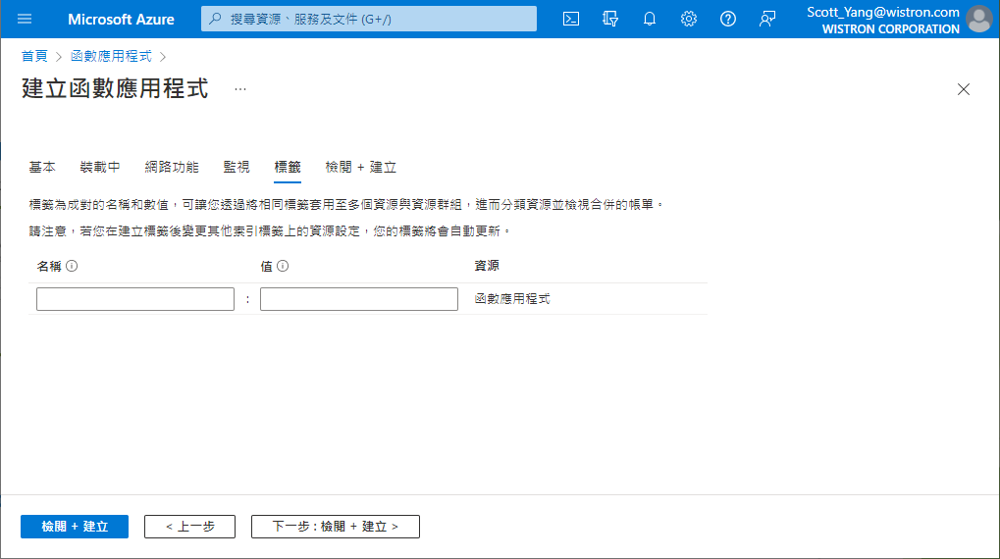 Microsoft Azure
搜尋資源、服務及文件 (G+/)
Scott_Yang@wistron.com
WISTRON CORPORATION
首頁 > 函數應用程式 >
建立函數應用程式 ...
基本 裝載中 網路功能 監視 標籤 檢閱 + 建立
標籤為成對的名稱和數值，可讓您透過將相同標籤套用至多個資源與資源群組，進而分類資源並檢視合併的帳單。
請注意，若您在建立標籤後變更其他索引標籤上的資源設定，您的標籤將會自動更新。
名稱 值 資源
: 函數應用程式
檢閱 + 建立 < 上一步 下一步 : 檢閱 + 建立 >